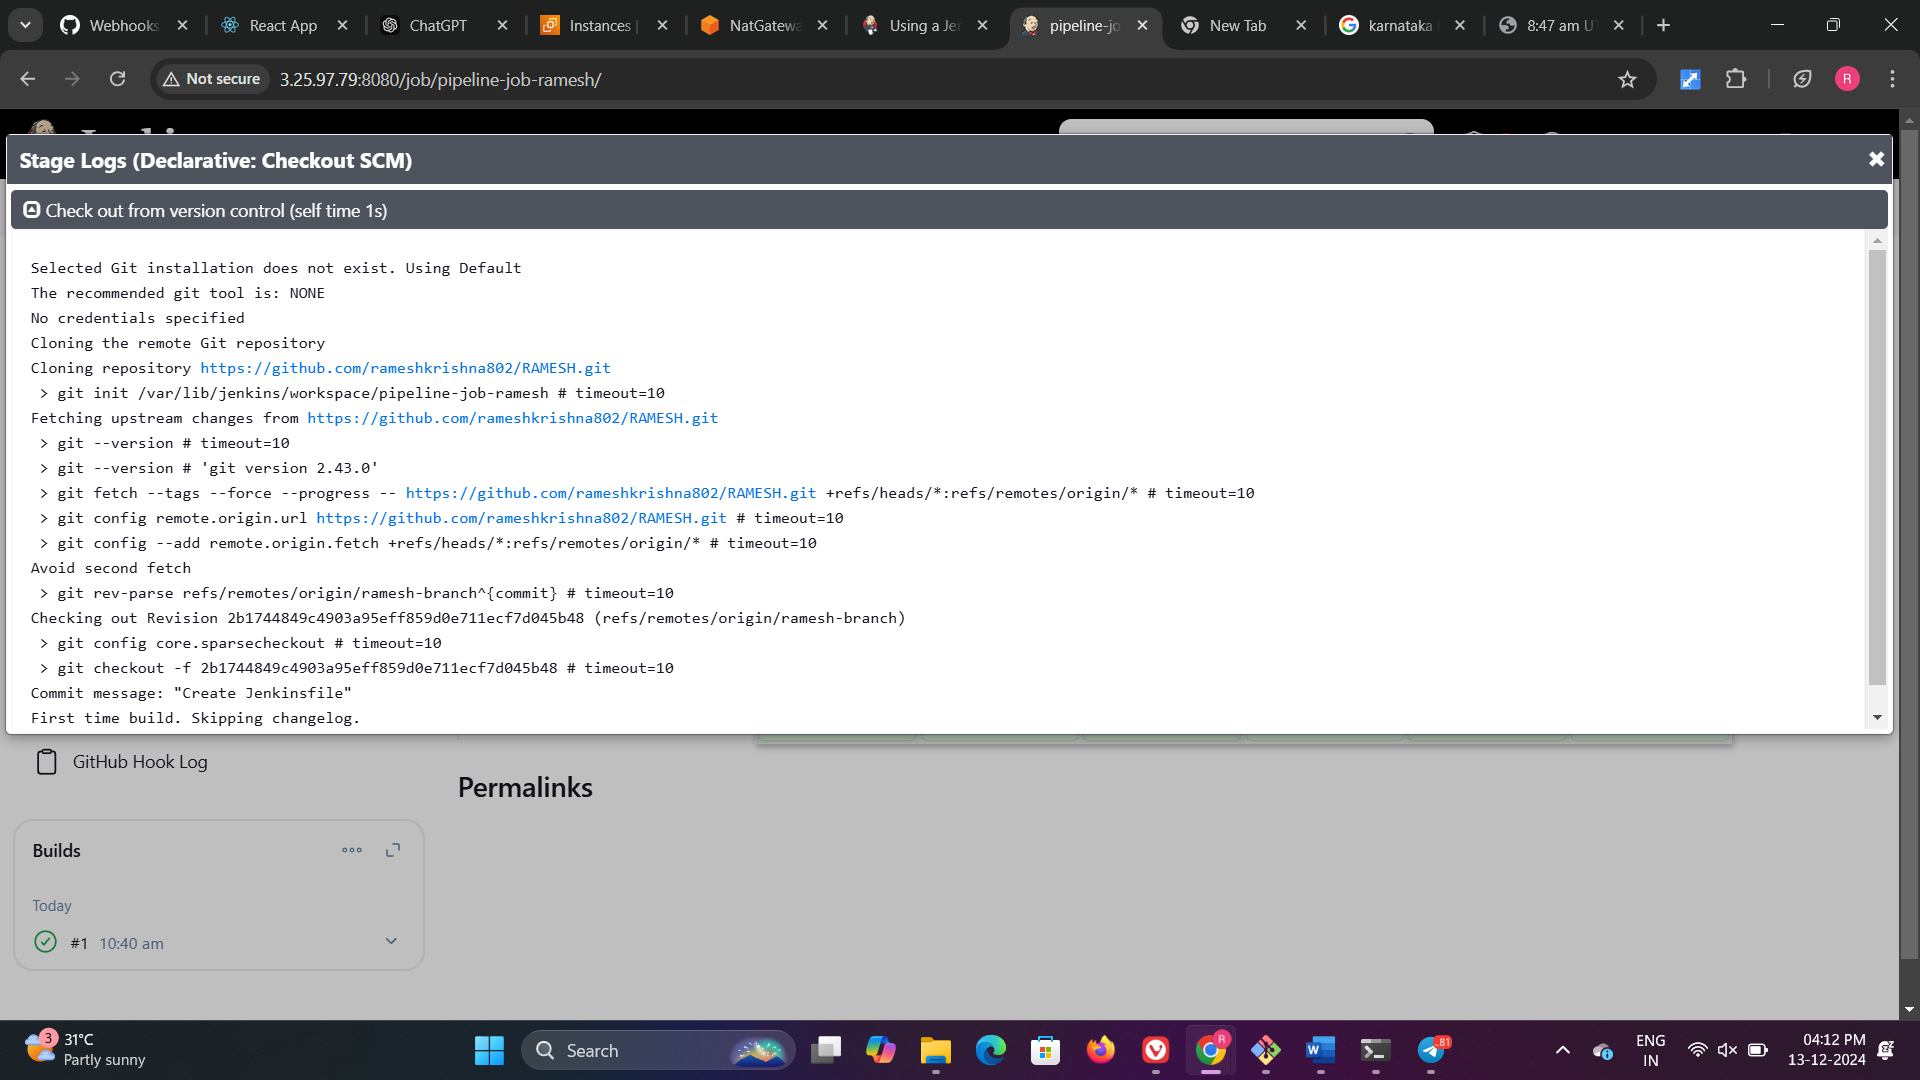 Webhooks
React App
ChatGPT
Instances |
NatGatewa
Using a Jer
pipeline-jo
New Tab
karnataka
8:47 am U
Not secure
3.25.97.79:8080/job/pipeline-job-ramesh/
R
Stage Logs (Declarative: Checkout SCM)
Check out from version control (self time 1s)
Selected Git installation does not exist. Using Default
The recommended git tool is: NONE
No credentials specified
Cloning the remote Git repository
Cloning repository https://github.com/rameshkrishna802/RAMESH.git
> git init /var/lib/jenkins/workspace/pipeline-job-ramesh # timeout=10
Fetching upstream changes from https://github.com/rameshkrishna802/RAMESH.git
> git --version # timeout=10
> git --version # 'git version 2.43.0'
> git fetch --tags --force --progress -- https://github.com/rameshkrishna802/RAMESH.git +refs/heads/*:refs/remotes/origin/* # timeout=10
> git config remote.origin.url https://github.com/rameshkrishna802/RAMESH.git # timeout=10
> git config --add remote.origin.fetch +refs/heads/*:refs/remotes/origin/* # timeout=10
Avoid second fetch
> git rev-parse refs/remotes/origin/ramesh-branch^{commit} # timeout=10
Checking out Revision 2b1744849c4903a95eff859d0e711ecf7d045b48 (refs/remotes/origin/ramesh-branch)
> git config core.sparsecheckout # timeout=10
> git checkout -f 2b1744849c4903a95eff859d0e711ecf7d045b48 # timeout=10
Commit message: "Create Jenkinsfile"
First time build. Skipping changelog.
GitHub Hook Log
Permalinks
Builds
Today
#1 10:40 am
3
31°C
Partly sunny
Search
R
81
ENG
IN
04:12 PM
13-12-2024